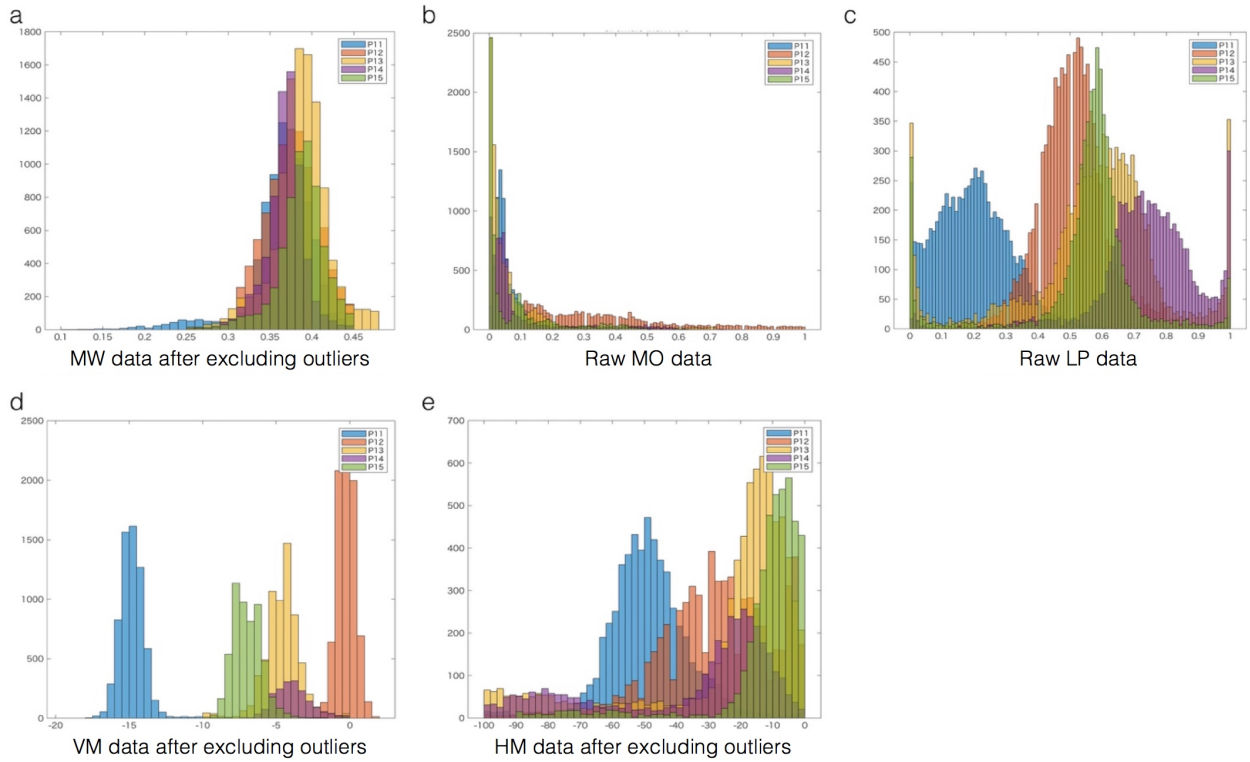 a
1800
1600
1400
1200
1000
800
600
400
200
0
0.1 0.15 0.2 0.25 0.3 0.35 0.4 0.45
P11
P12
P13
P14
P15
MW data after excluding outliers
b
2500
2000
1500
1000
500
0
0 0.1 0.2 0.3 0.4 0.5 0.6 0.7 0.8 0.9 1
P11
P12
P13
P14
P15
Raw MO data
c
500
450
400
350
300
250
200
150
100
50
0
0 0.1 0.2 0.3 0.4 0.5 0.6 0.7 0.8 0.9 1
P11
P12
P13
P14
P15
Raw LP data
d
2500
2000
1500
1000
500
0
-20 -15 -10 -5 0
P11
P12
P13
P14
P15
VM data after excluding outliers
e
700
600
500
400
300
200
100
0
-100 -90 -80 -70 -60 -50 -40 -30 -20 -10 0
P11
P12
P13
P14
P15
HM data after excluding outliers